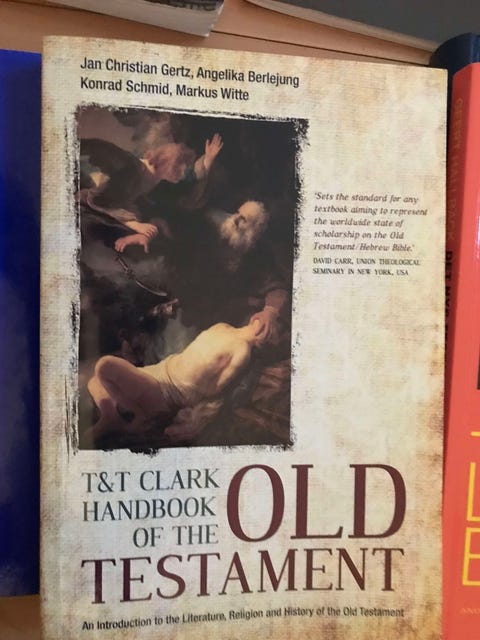 Jan Christian Gertz, Angelika Berlejung
Konrad Schmid, Markus Witte
'Sets the standard for any
textbook aiming to represent
the worldwide state of
scholarship on the Old
Testament/Hebrew Bible.'
DAVID CARR, UNION THEOLOGICAL
SEMINARY IN NEW YORK, USA
T&T CLARK
HANDBOOK
OF THE
OLD
TESTAMENT
An Introduction to the Literature, Religion and History of the Old Testament